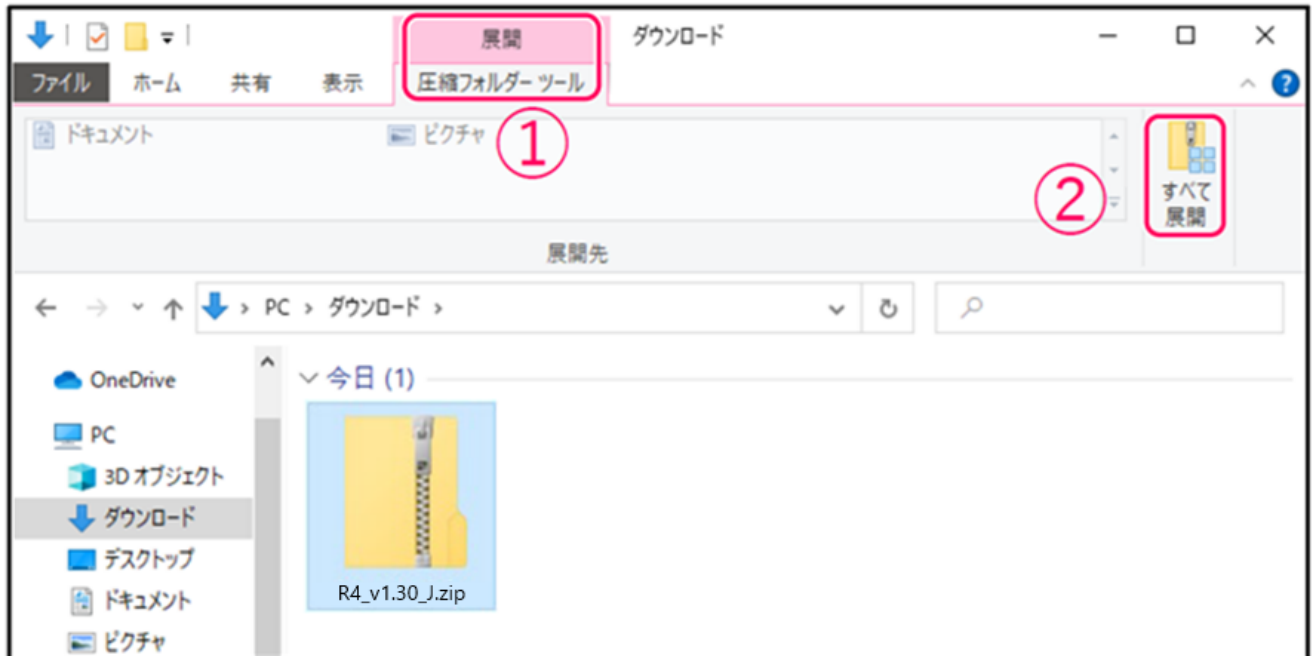 展開
ダウンロード
ファイル
ホーム
共有
表示
圧縮フォルダー ツール
?
ドキュメント
ピクチャ
①
②
すべて
展開
展開先
PC › ダウンロード ›
OneDrive
今日 (1)
PC
3D オブジェクト
ダウンロード
デスクトップ
ドキュメント
ピクチャ
R4_v1.30_J.zip